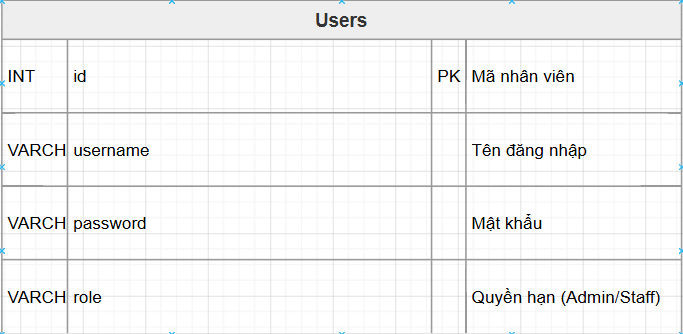 Users
INT id PK Mã nhân viên
VARCH username Tên đăng nhập
VARCH password Mật khẩu
VARCH role Quyền hạn (Admin/Staff)